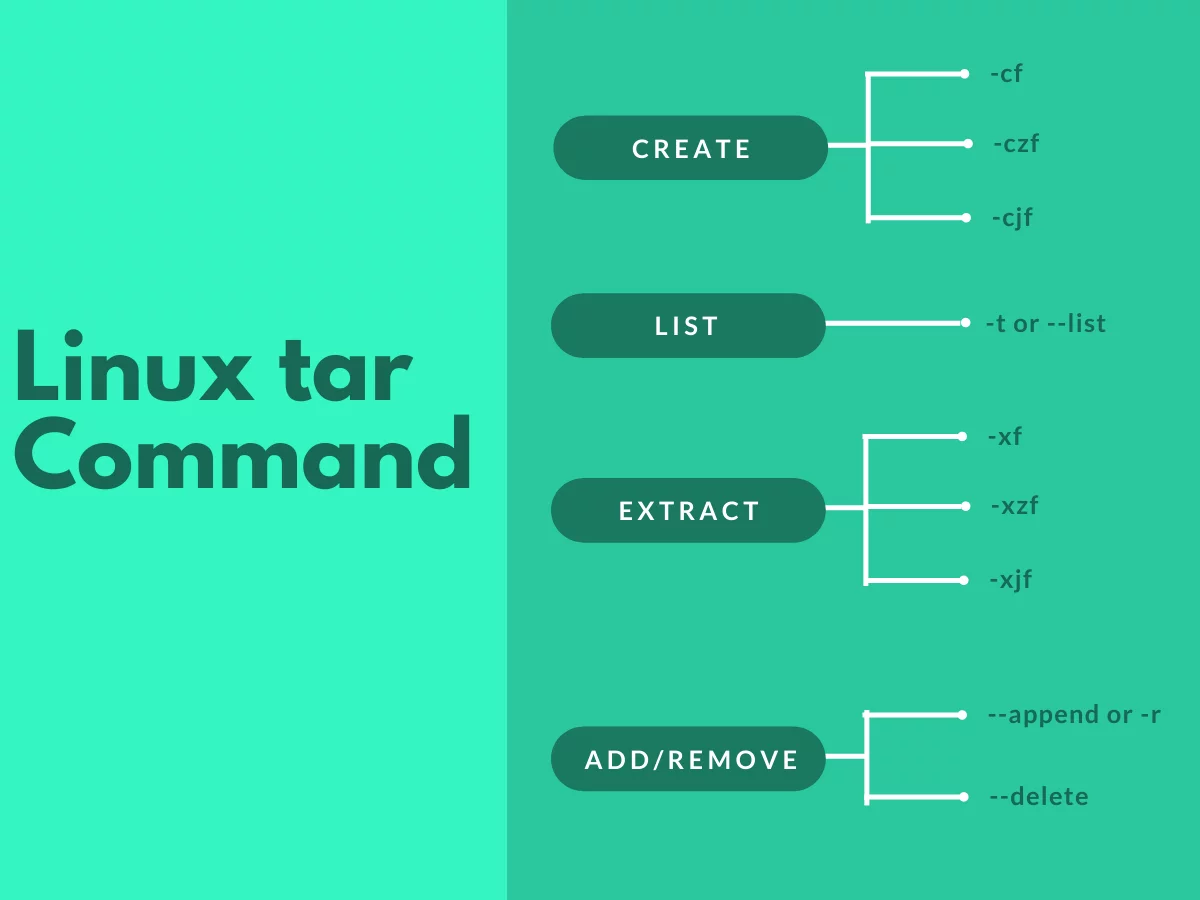 Linux tar
Command
CREATE
-cf
-czf
-cjf
LIST
-t or --list
EXTRACT
-xf
-xzf
-xjf
ADD/REMOVE
--append or -r
--delete